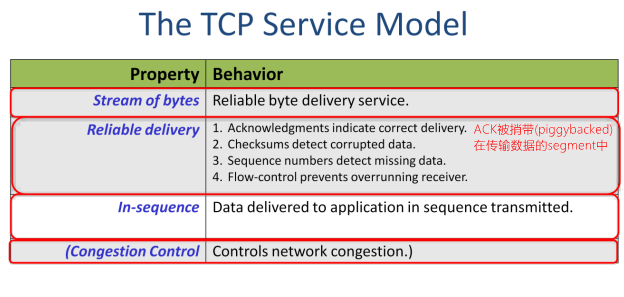 The TCP Service Model
Property Behavior
Stream of bytes Reliable byte delivery service.
Reliable delivery 1. Acknowledgments indicate correct delivery. ACK被捎带(piggybacked)
2. Checksums detect corrupted data. 在传输数据的segment中
3. Sequence numbers detect missing data.
4. Flow-control prevents overrunning receiver.
In-sequence Data delivered to application in sequence transmitted.
(Congestion Control Controls network congestion.)